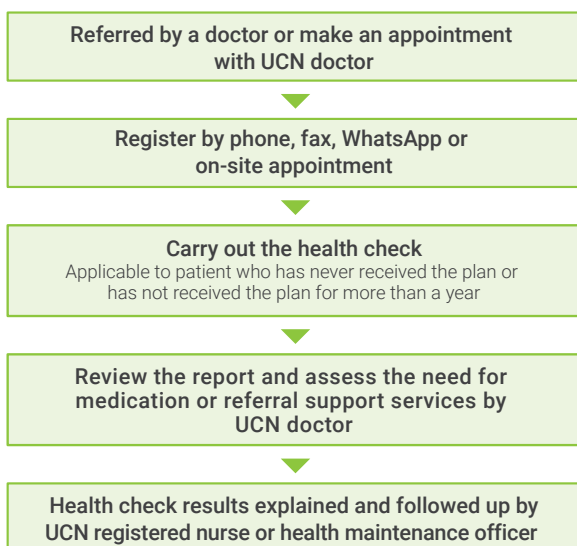 Referred by a doctor or make an appointment
with UCN doctor
Register by phone, fax, WhatsApp or
on-site appointment
Carry out the health check
Applicable to patient who has never received the plan or
has not received the plan for more than a year
Review the report and assess the need for
medication or referral support services by
UCN doctor
Health check results explained and followed up by
UCN registered nurse or health maintenance officer